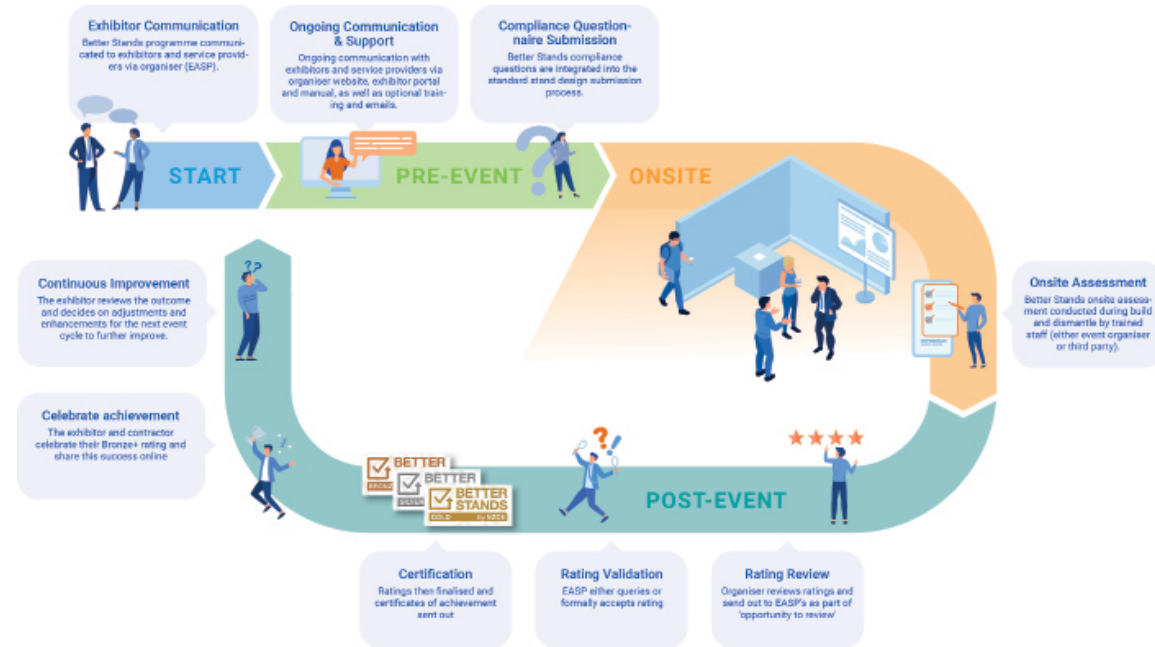 Exhibitor Communication
Better Stands programme communi-
cated to exhibitors and service provid-
ers via organiser (EASP).
Ongoing Communication
& Support
Ongoing communication with
exhibitors and service providers via
organiser website, exhibitor portal
and manual, as well as optional train-
ing and emails.
Compliance Question-
naire Submission
Better Stands compliance
questions are integrated into the
standard stand design submission
process.
START
PRE-EVENT
?
ONSITE
Onsite Assessment
Better Stands onsite assess-
ment conducted during build
and dismantle by trained
staff (either event organiser
or third party).
??
Continuous Improvement
The exhibitor reviews the outcome
and decides on adjustments and
enhancements for the next event
cycle to further improve.
Celebrate achievement
The exhibitor and contractor
celebrate their Bronze+ rating and
share this success online
BETTER
BRONZ
BETTER
BETTER
STANDS
GOLD by NZCE
?!
POST-EVENT
Certification
Ratings then finalised and
certificates of achievement
sent out
Rating Validation
EASP either queries or
formally accepts rating
Rating Review
Organiser reviews ratings and
send out to EASP's as part of
'opportunity to review'